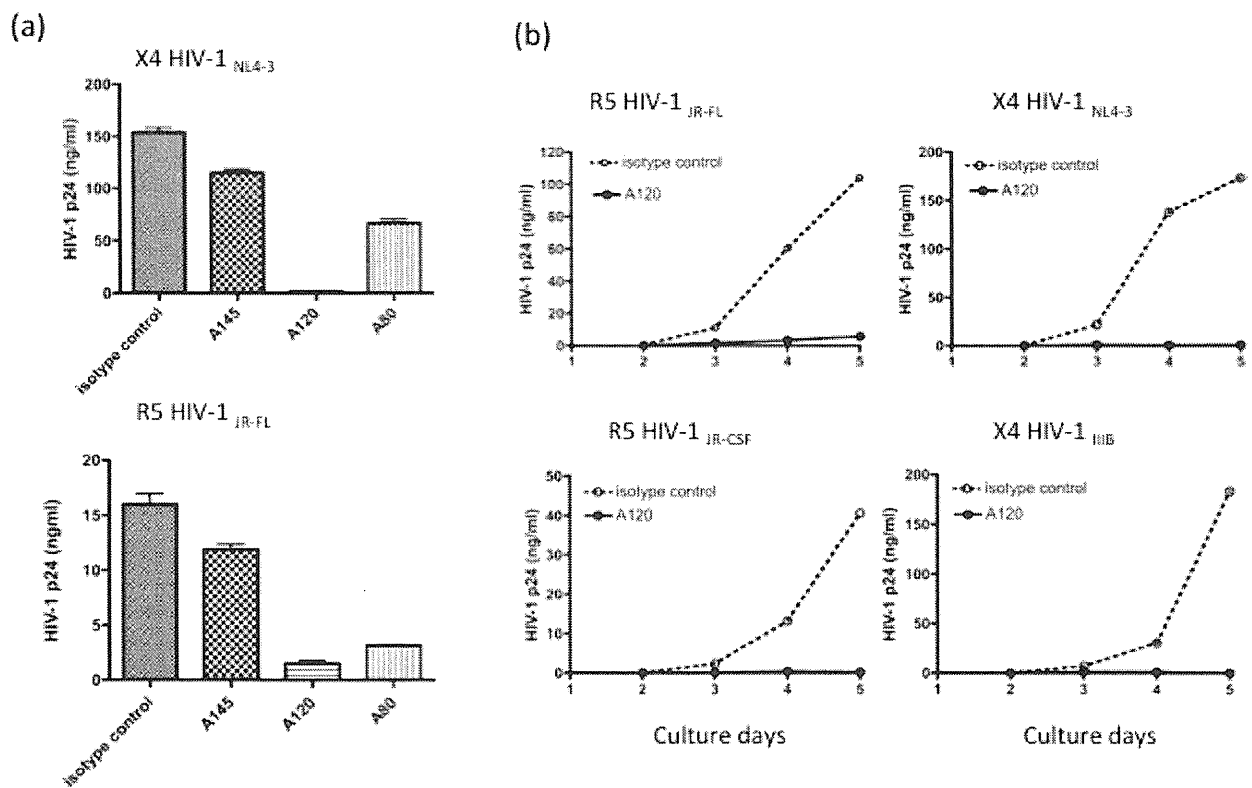 (a)
X4 HIV-1 NL4-3
HIV-1 p24 (ng/ml)
200
150
100
50
0
isotype control
A145
A120
A80
R5 HIV-1 JR-FL
HIV-1 p24 (ng/ml)
20
15
10
5
0
isotype control
A145
A120
A80
(b)
R5 HIV-1 JR-FL
HIV-1 p24 (ng/ml)
120
100
80
60
40
20
0
isotype control
A120
1 2 3 4 5
X4 HIV-1 NL4-3
HIV-1 p24 (ng/ml)
200
150
100
50
0
isotype control
A120
1 2 3 4 5
R5 HIV-1 JR-CSF
HIV-1 p24 (ng/ml)
50
40
30
20
10
0
isotype control
A120
1 2 3 4 5
Culture days
X4 HIV-1 IIIB
HIV-1 p24 (ng/ml)
200
150
100
50
0
isotype control
A120
1 2 3 4 5
Culture days